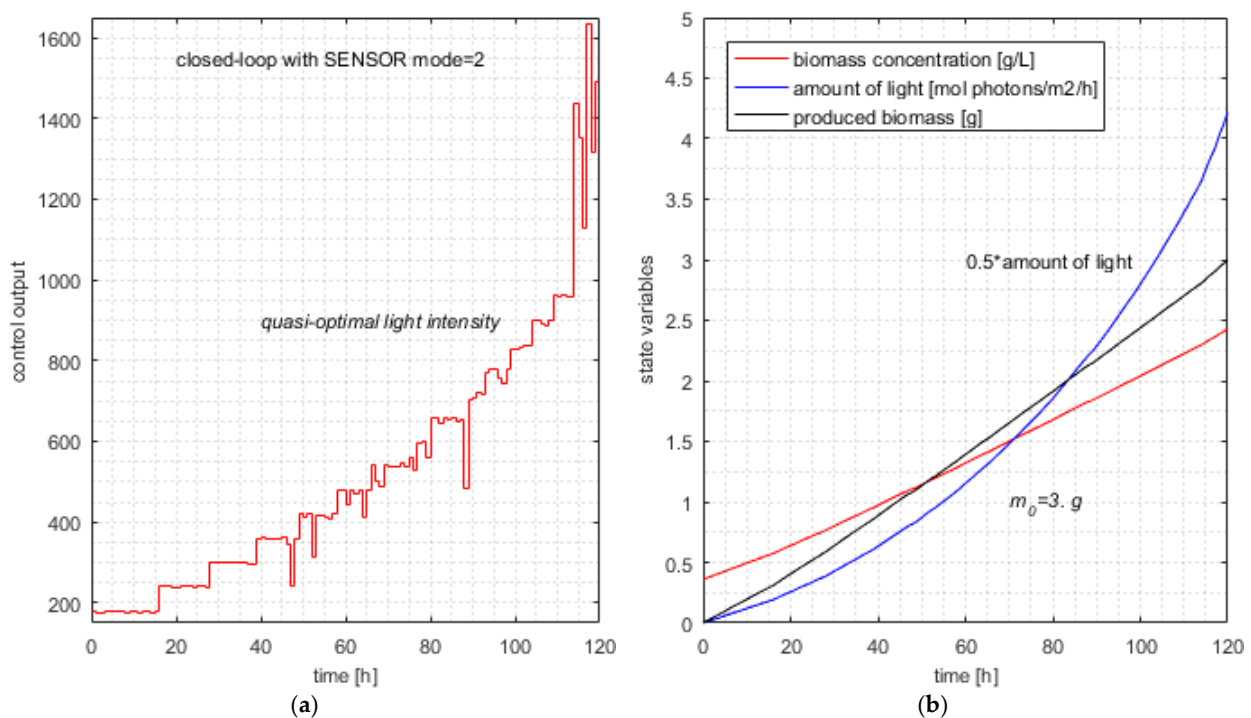 closed-loop with SENSOR mode=2
quasi-optimal light intensity
control output
1600
1400
1200
1000
800
600
400
200
0
20
40
60
80
100
120
time [h]
(a)
biomass concentration [g/L]
amount of light [mol photons/m2/h]
produced biomass [g]
0.5*amount of light
m0=3. g
state variables
5
4.5
4
3.5
3
2.5
2
1.5
1
0.5
0
0
20
40
60
80
100
120
time [h]
(b)